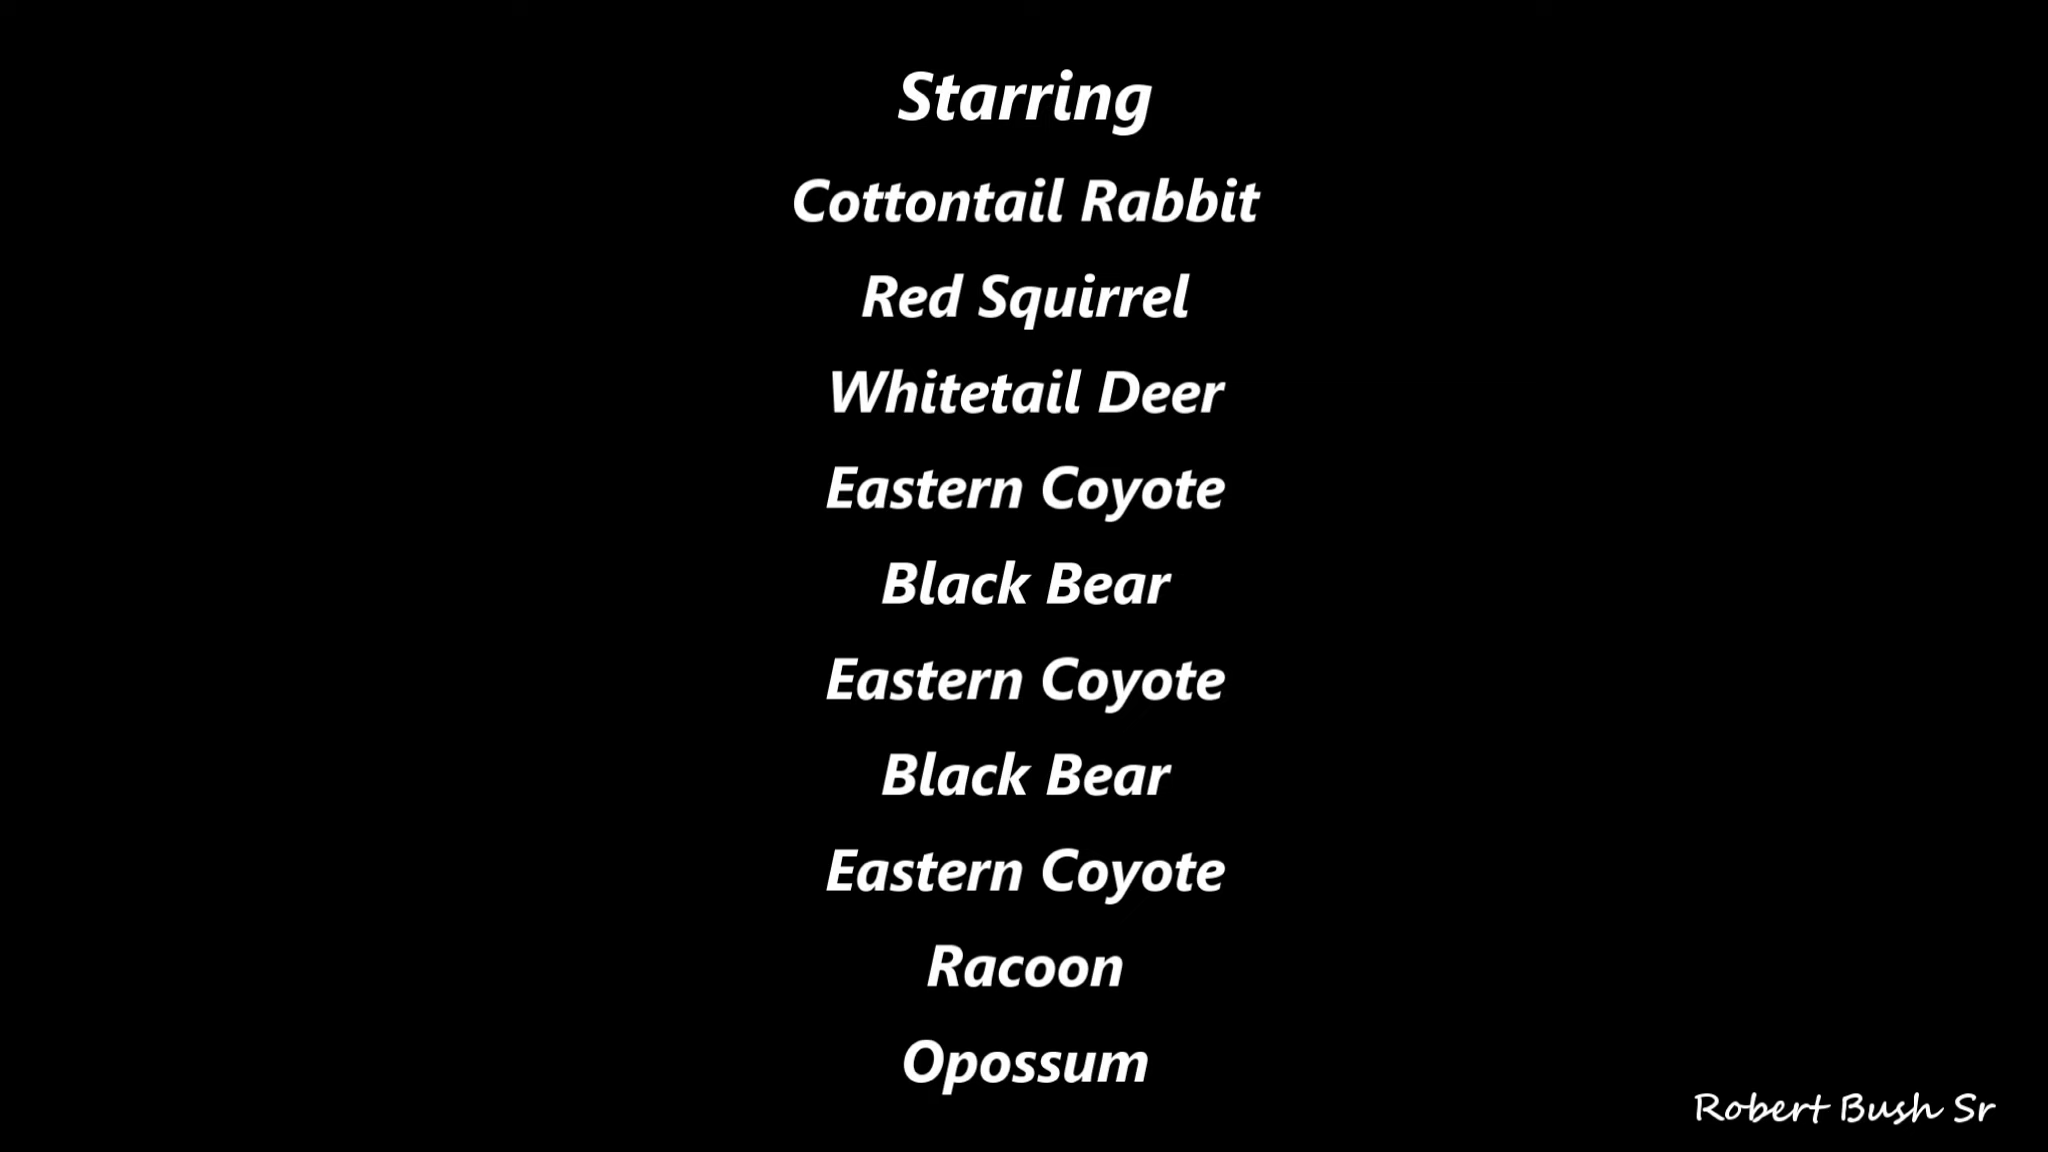 Starring
Cottontail Rabbit
Red Squirrel
Whitetail Deer
Eastern Coyote
Black Bear
Eastern Coyote
Black Bear
Eastern Coyote
Racoon
Opossum
Robert Bush Sr